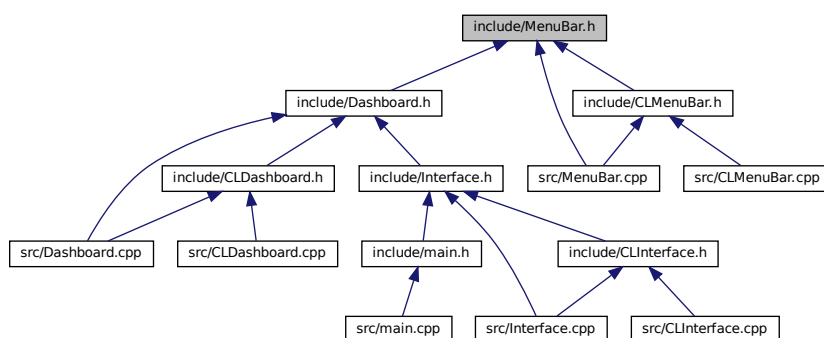 include/MenuBar.h
include/Dashboard.h
include/CLMenuBar.h
include/CLDashboard.h
include/Interface.h
src/MenuBar.cpp
src/CLMenuBar.cpp
src/Dashboard.cpp
src/CLDashboard.cpp
include/main.h
include/CLInterface.h
src/main.cpp
src/Interface.cpp
src/CLInterface.cpp